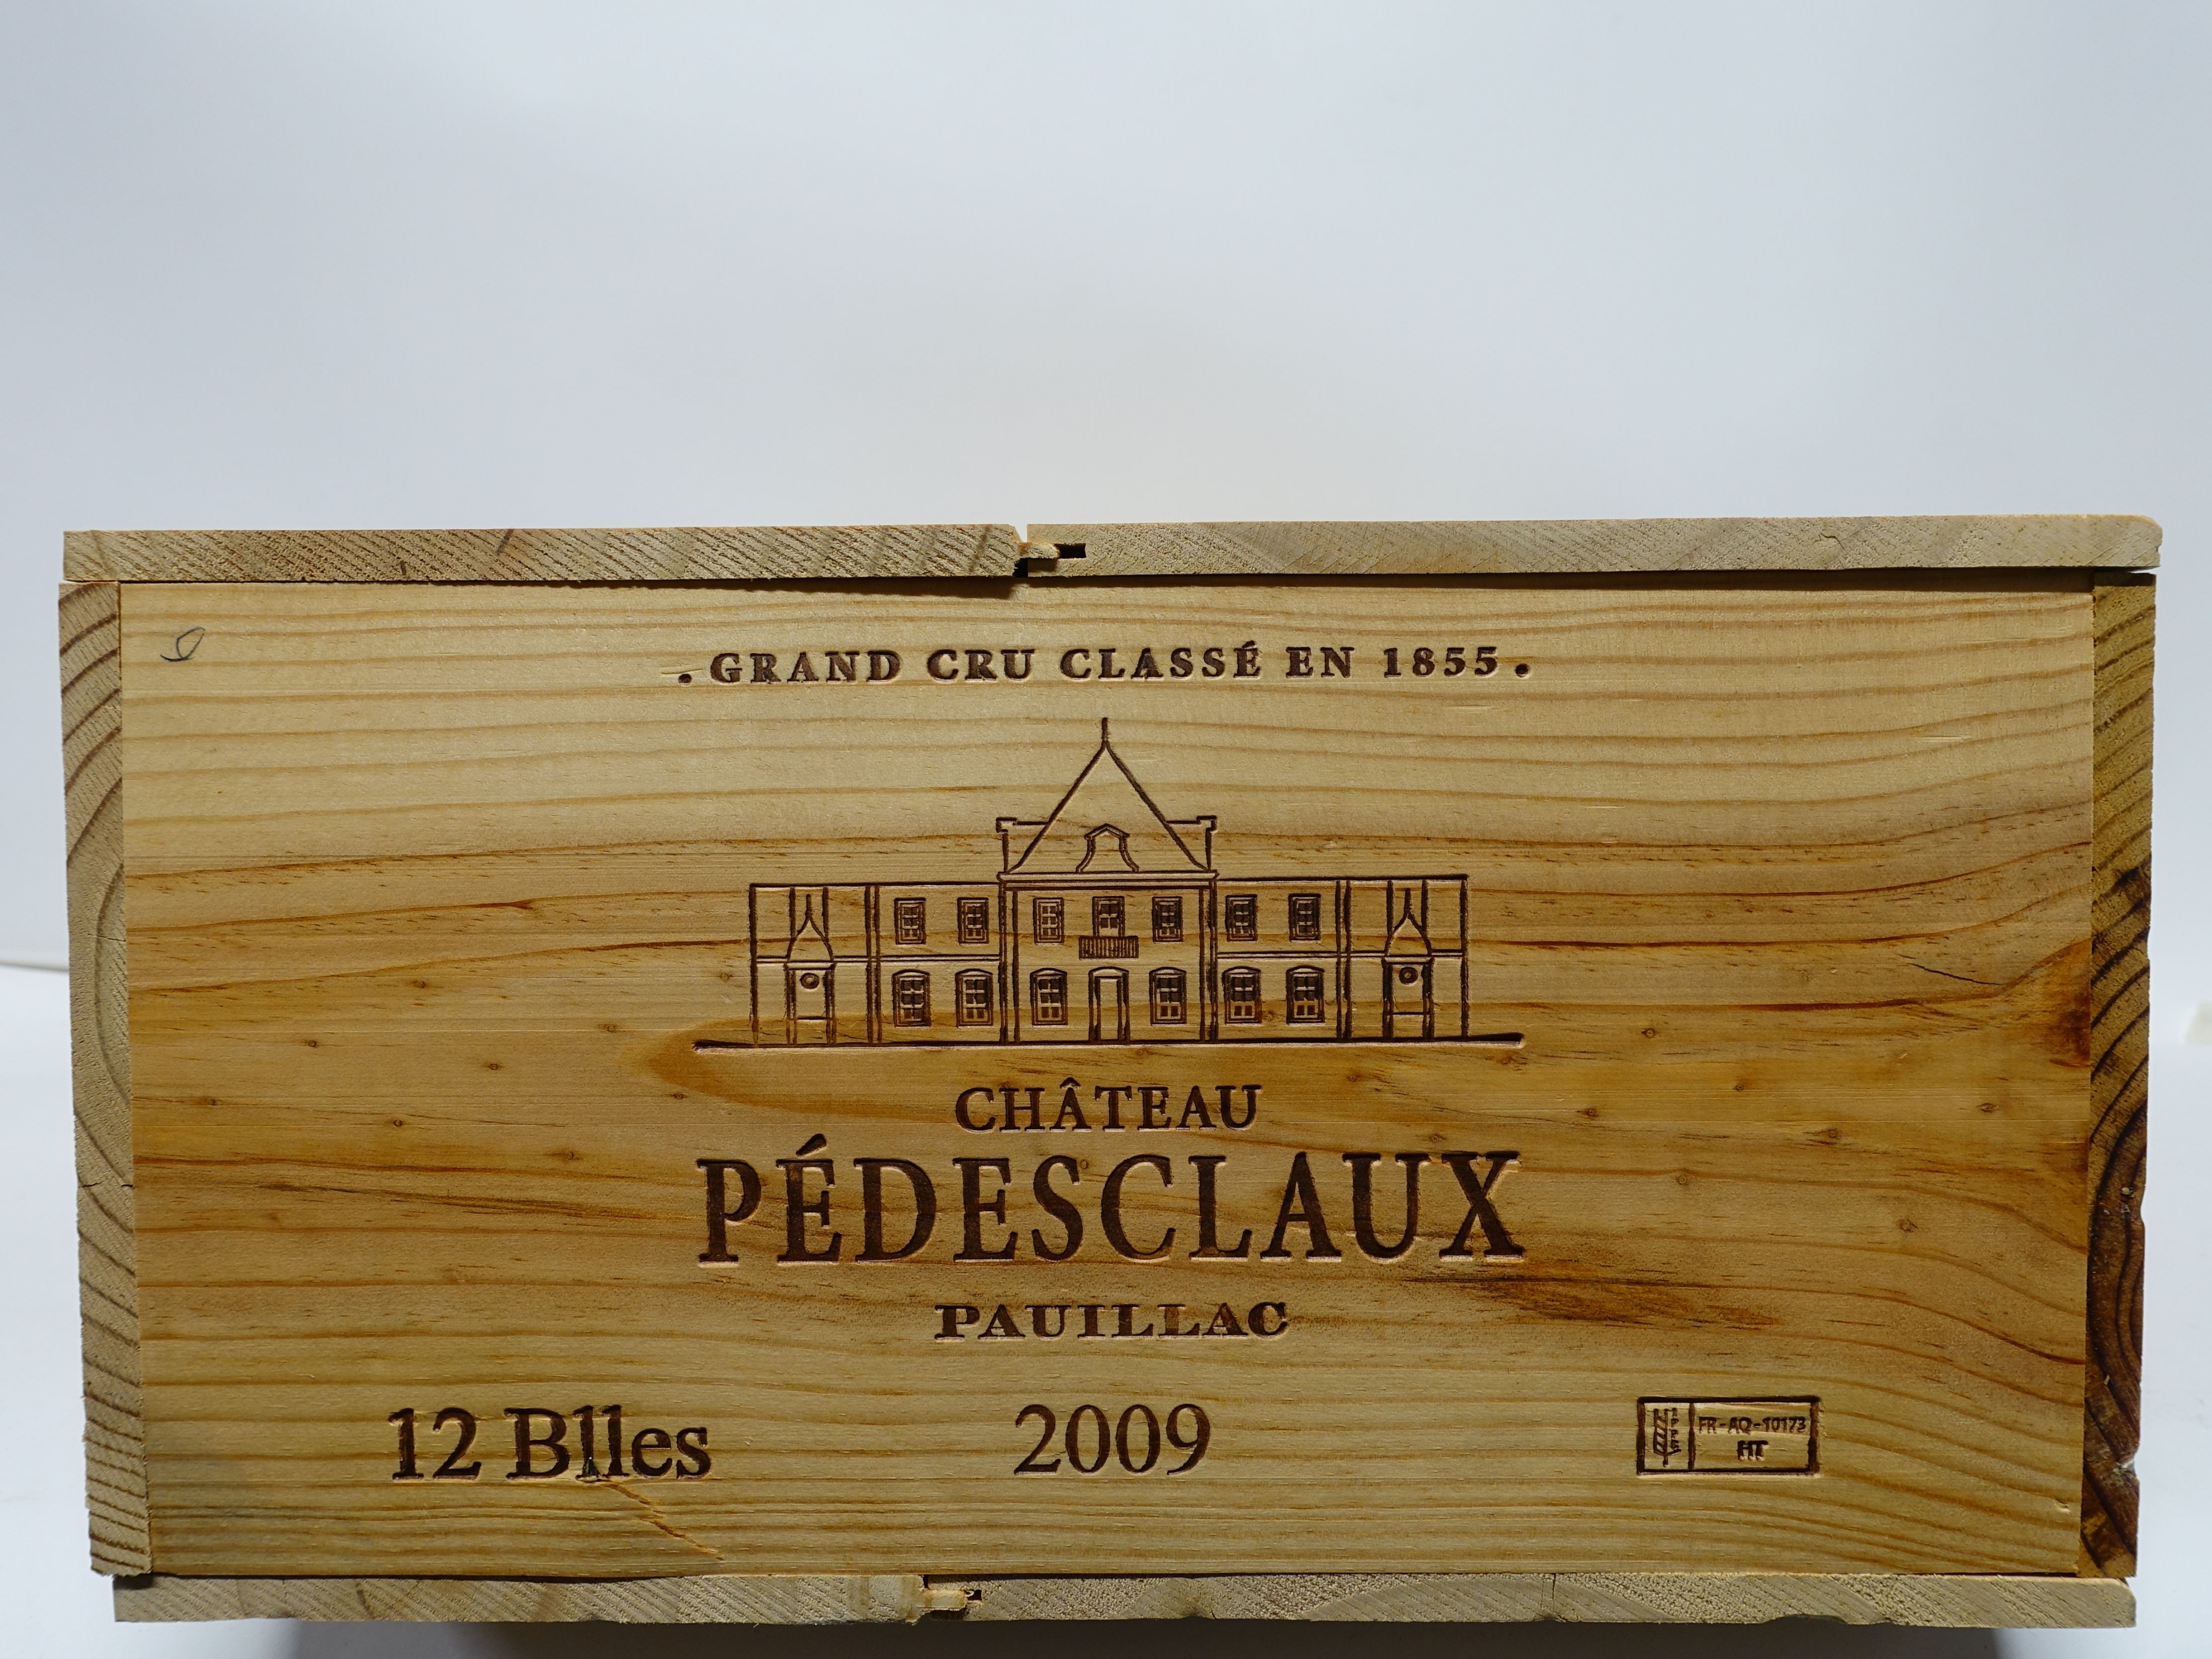 . GRAND CRU CLASSÉ EN 1855 .
CHÂTEAU
PÉDESCLAUX
PAUILLAC
12 Blles 2009
FR-AQ-10173
HT